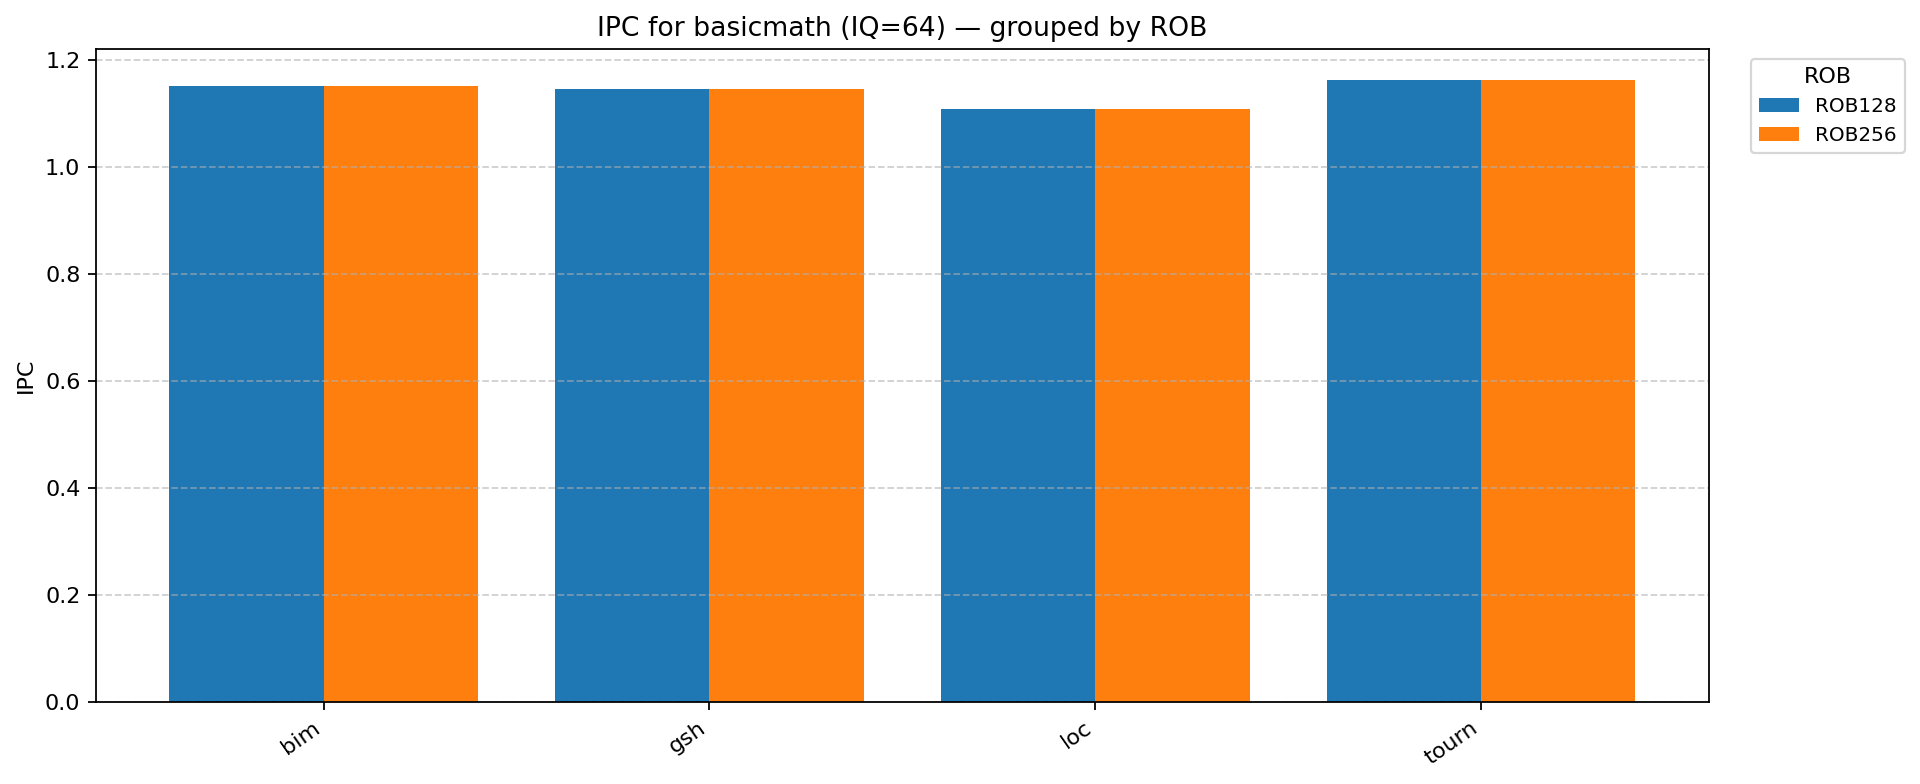 IPC for basicmath (IQ=64) — grouped by ROB
ROB
ROB128
ROB256
IPC
1.2
1.0
0.8
0.6
0.4
0.2
0.0
bim
gsh
loc
tourn